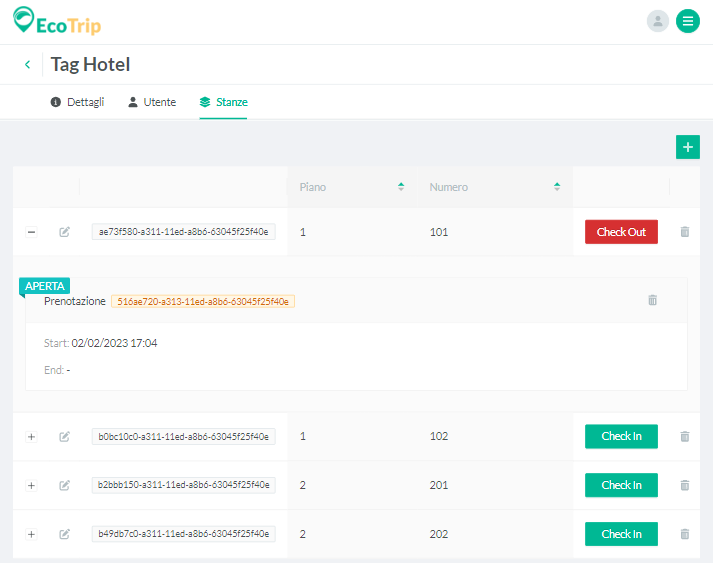 EcoTrip
Tag Hotel
Dettagli Utente Stanze
Piano Numero
ae73f580-a311-11ed-a8b6-63045f25f40e 1 101 Check Out
APERTA
Prenotazione 516ae720-a313-11ed-a8b6-63045f25f40e
Start: 02/02/2023 17:04
End: -
b0bc10c0-a311-11ed-a8b6-63045f25f40e 1 102 Check In
b2bbb150-a311-11ed-a8b6-63045f25f40e 2 201 Check In
b49db7c0-a311-11ed-a8b6-63045f25f40e 2 202 Check In